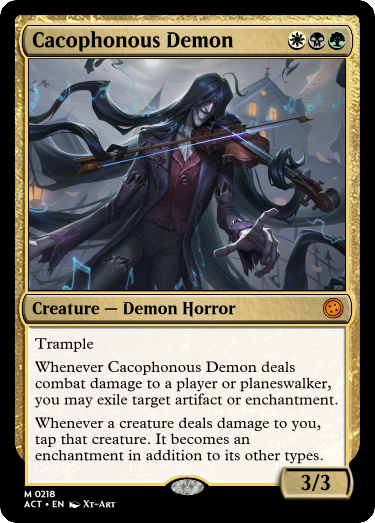 Cacophonous Demon
Creature — Demon Horror
Trample
Whenever Cacophonous Demon deals
combat damage to a player or planeswalker,
you may exile target artifact or enchantment.
Whenever a creature deals damage to you,
tap that creature. It becomes an
enchantment in addition to its other types.
3/3
M 0218
ACT • EN Xt-Art